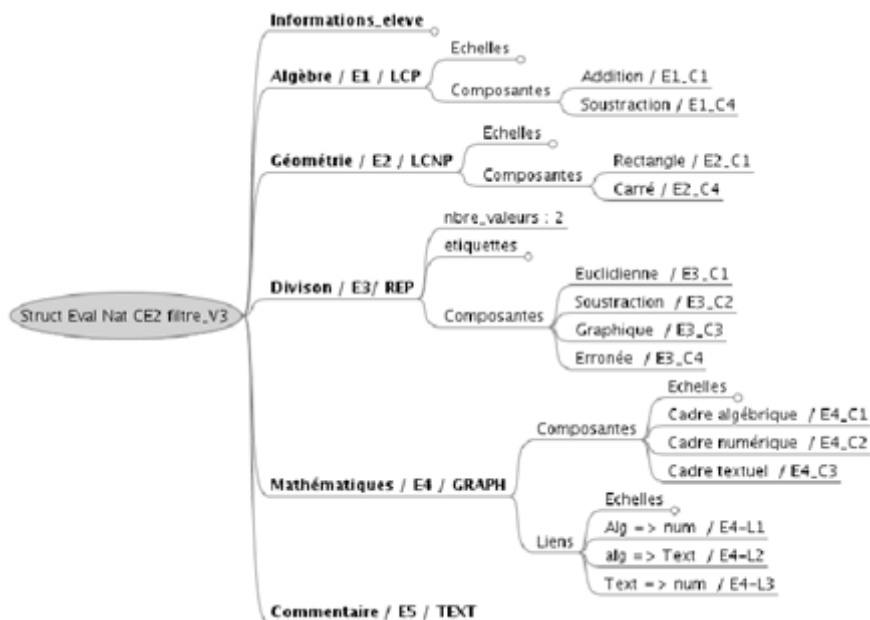 Informations_eleve
Echelles
Algèbre / E1 / LCP
Composantes
Addition / E1_C1
Soustraction / E1_C4
Echelles
Géométrie / E2 / LCNP
Composantes
Rectangle / E2_C1
Carré / E2_C4
nbre_valeurs : 2
etiquettes
Divison / E3/ REP
Composantes
Euclidienne / E3_C1
Soustraction / E3_C2
Graphique / E3_C3
Erronée / E3_C4
Struct Eval Nat CE2 filtre_V3
Mathématiques / E4 / GRAPH
Composantes
Echelles
Cadre algébrique / E4_C1
Cadre numérique / E4_C2
Cadre textuel / E4_C3
Liens
Echelles
Alg => num / E4-L1
alg => Text / E4-L2
Text => num / E4-L3
Commentaire / E5 / TEXT